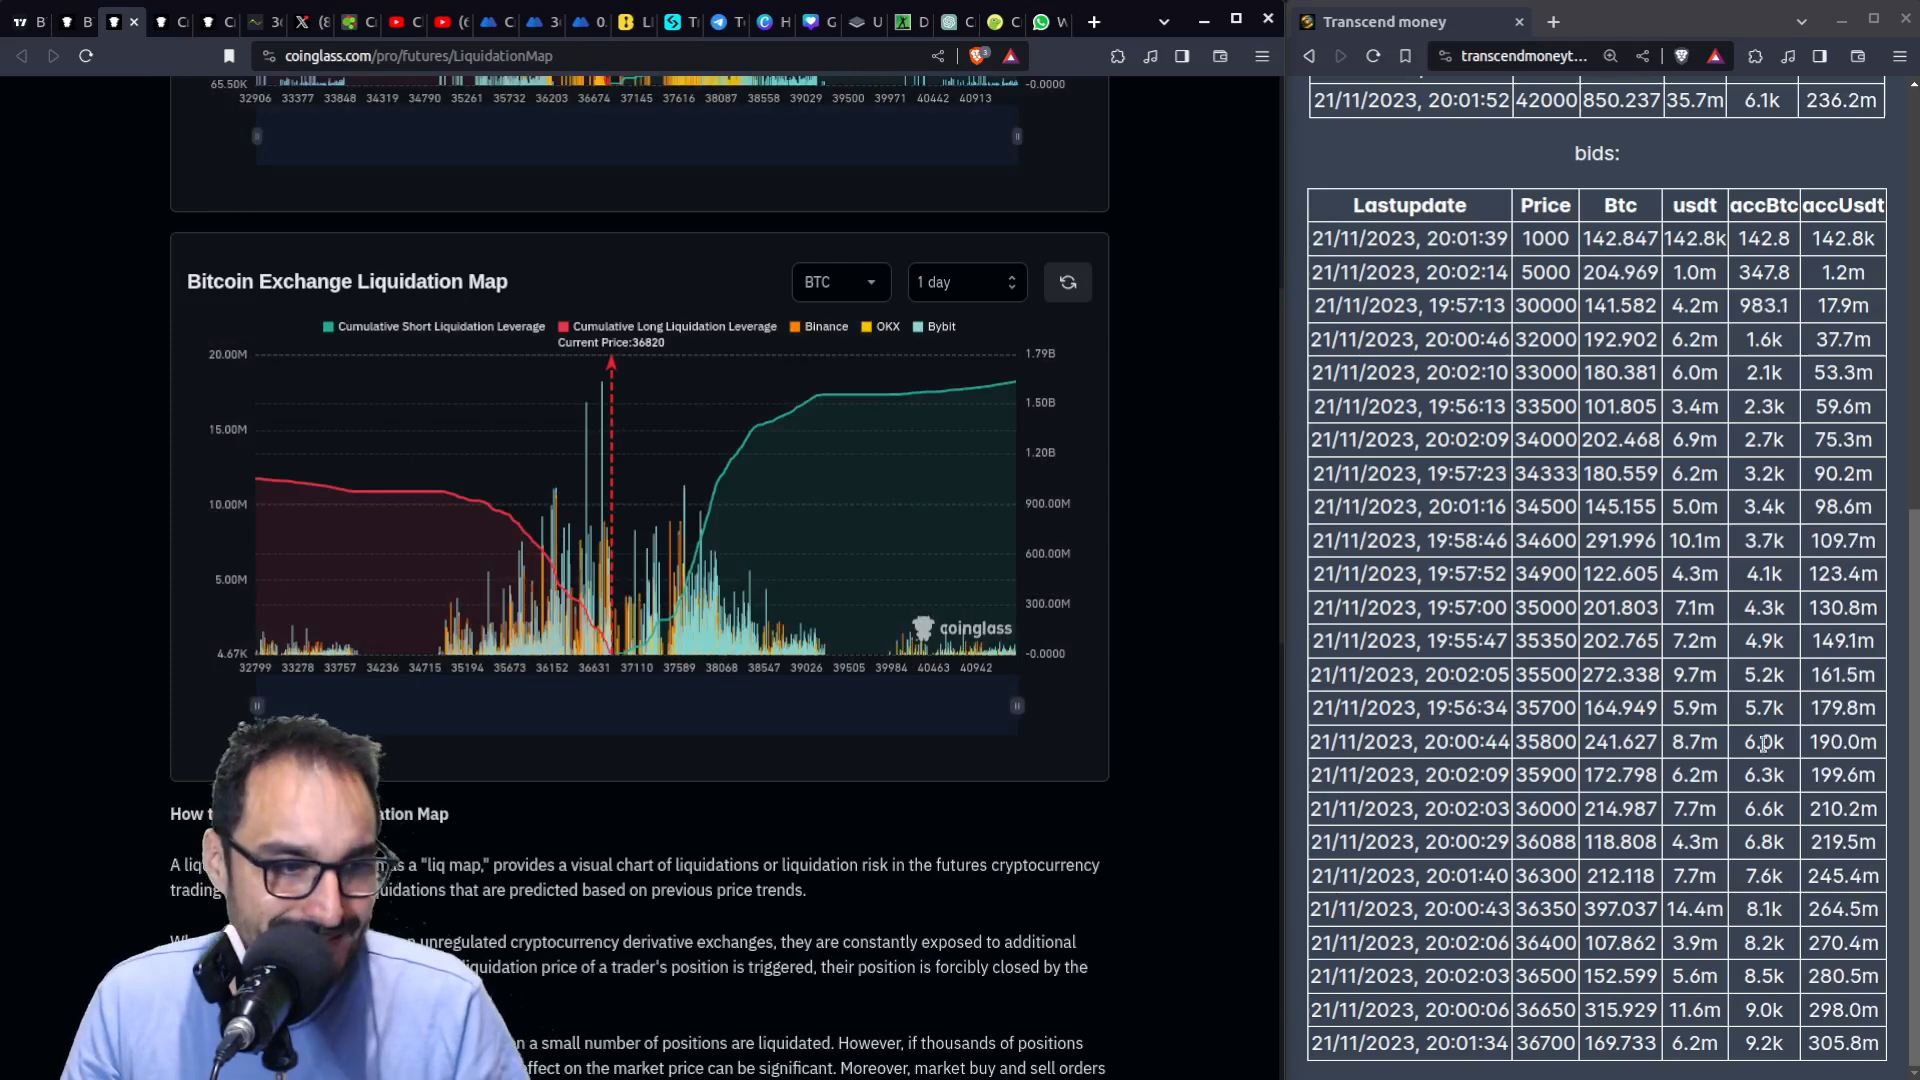 B
B
C
C
3
X (8
C
C
(6
C
3
0.
L
T
T
H
G
U
D
C
C
C
W
coinglass.com/pro/futures/LiquidationMap
3
65.50K
-0.0000
32906 33377 33848 34319 34790 35261 35732 36203 36674 37145 37616 38087 38558 39029 39500 39971 40442 40913
Bitcoin Exchange Liquidation Map
BTC
1 day
Cumulative Short Liquidation Leverage Cumulative Long Liquidation Leverage Binance OKX Bybit
Current Price:36820
20.00M
15.00M
10.00M
5.00M
4.67K
1.79B
1.50B
1.20B
900.00M
600.00M
300.00M
-0.0000
coinglass
32799 33278 33757 34236 34715 35194 35673 36152 36631 37110 37589 38068 38547 39026 39505 39984 40463 40942
How ation Map
A liq s a "liq map," provides a visual chart of liquidations or liquidation risk in the futures cryptocurrency
trading quidations that are predicted based on previous price trends.
unregulated cryptocurrency derivative exchanges, they are constantly exposed to additional
liquidation price of a trader's position is triggered, their position is forcibly closed by the
n a small number of positions are liquidated. However, if thousands of positions
effect on the market price can be significant. Moreover, market buy and sell orders
Transcend money
transcendmoneyt...
21/11/2023, 20:01:52 42000 850.237 35.7m 6.1k 236.2m
bids:
Lastupdate Price Btc usdt accBtc accUsdt
21/11/2023, 20:01:39 1000 142.847 142.8k 142.8 142.8k
21/11/2023, 20:02:14 5000 204.969 1.0m 347.8 1.2m
21/11/2023, 19:57:13 30000 141.582 4.2m 983.1 17.9m
21/11/2023, 20:00:46 32000 192.902 6.2m 1.6k 37.7m
21/11/2023, 20:02:10 33000 180.381 6.0m 2.1k 53.3m
21/11/2023, 19:56:13 33500 101.805 3.4m 2.3k 59.6m
21/11/2023, 20:02:09 34000 202.468 6.9m 2.7k 75.3m
21/11/2023, 19:57:23 34333 180.559 6.2m 3.2k 90.2m
21/11/2023, 20:01:16 34500 145.155 5.0m 3.4k 98.6m
21/11/2023, 19:58:46 34600 291.996 10.1m 3.7k 109.7m
21/11/2023, 19:57:52 34900 122.605 4.3m 4.1k 123.4m
21/11/2023, 19:57:00 35000 201.803 7.1m 4.3k 130.8m
21/11/2023, 19:55:47 35350 202.765 7.2m 4.9k 149.1m
21/11/2023, 20:02:05 35500 272.338 9.7m 5.2k 161.5m
21/11/2023, 19:56:34 35700 164.949 5.9m 5.7k 179.8m
21/11/2023, 20:00:44 35800 241.627 8.7m 6.0k 190.0m
21/11/2023, 20:02:09 35900 172.798 6.2m 6.3k 199.6m
21/11/2023, 20:02:03 36000 214.987 7.7m 6.6k 210.2m
21/11/2023, 20:00:29 36088 118.808 4.3m 6.8k 219.5m
21/11/2023, 20:01:40 36300 212.118 7.7m 7.6k 245.4m
21/11/2023, 20:00:43 36350 397.037 14.4m 8.1k 264.5m
21/11/2023, 20:02:06 36400 107.862 3.9m 8.2k 270.4m
21/11/2023, 20:02:03 36500 152.599 5.6m 8.5k 280.5m
21/11/2023, 20:00:06 36650 315.929 11.6m 9.0k 298.0m
21/11/2023, 20:01:34 36700 169.733 6.2m 9.2k 305.8m